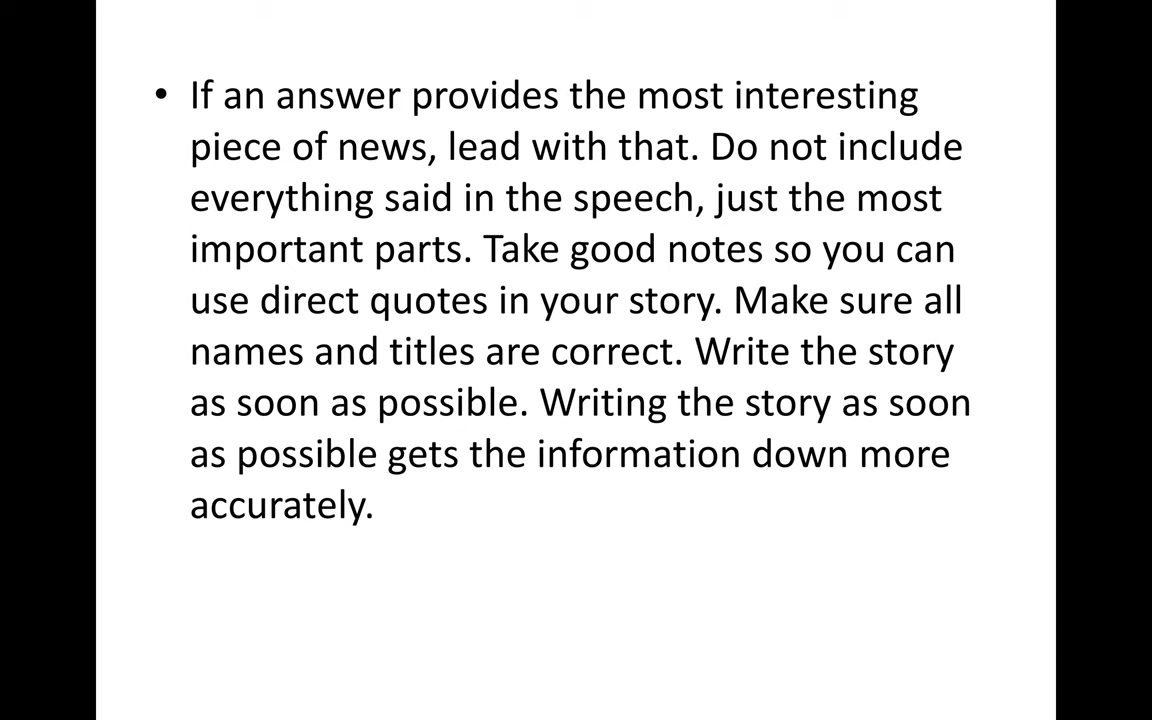 • If an answer provides the most interesting
piece of news, lead with that. Do not include
everything said in the speech, just the most
important parts. Take good notes so you can
use direct quotes in your story. Make sure all
names and titles are correct. Write the story
as soon as possible. Writing the story as soon
as possible gets the information down more
accurately.